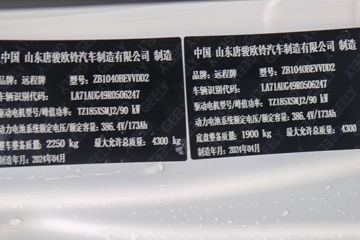 中国 山东唐骏欧铃汽车制造有限公司 制造
品牌：远程牌 型号：ZB1040BEVVDD2
车辆识别代码：LA71AUG49R0506247
驱动电机型号/峰值功率：TZ185XSMJ2/90 kW
动力电池系统额定电压/额定容量：386.4V/173Ah
整车整备质量：2250 kg 最大允许总质量：4300 kg
制造年月：2024年04月
中国 山东唐骏欧铃汽车制造有限公司 制造
品牌：远程牌 型号：ZB1040BEVVDD2
车辆识别代码：LA71AUG49R0506247
驱动电机型号/峰值功率：TZ185XSMJ2/90 kW
动力电池系统额定电压/额定容量：386.4V/173Ah
底盘整备质量：1900 kg 最大允许总质量：4300
制造年月：2024年04月